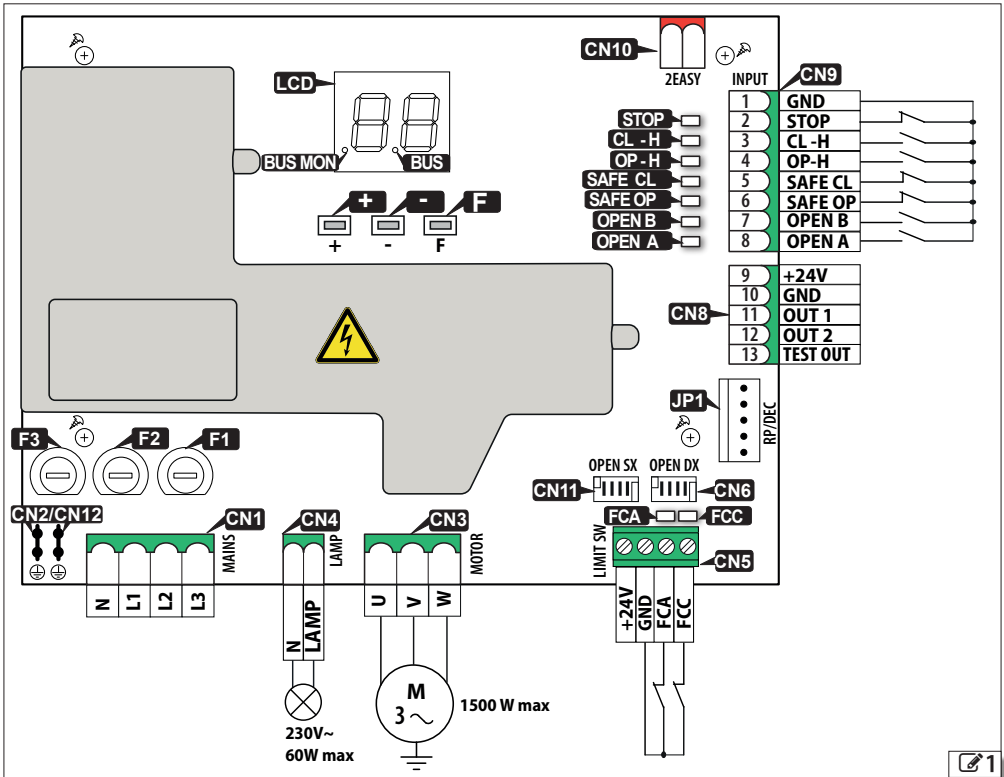 CN10
2EASY
INPUT
CN9
LCD
BUS MON
BUS
+
-
F
+
-
F
STOP
CL - H
OP - H
SAFE CL
SAFE OP
OPEN B
OPEN A
1 GND
2 STOP
3 CL -H
4 OP-H
5 SAFE CL
6 SAFE OP
7 OPEN B
8 OPEN A
CN8
9 +24V
10 GND
11 OUT 1
12 OUT 2
13 TEST OUT
JP1
RP/DEC
F3
F2
F1
OPEN SX
OPEN DX
CN11
CN6
FCA
FCC
CN2/CN12
CN1
MAINS
CN4
LAMP
CN3
MOTOR
LIMIT SW
CN5
N
L1
L2
L3
N
LAMP
U
V
W
+24V
GND
FCA
FCC
M
3 ~
1500 W max
230V~
60W max
1